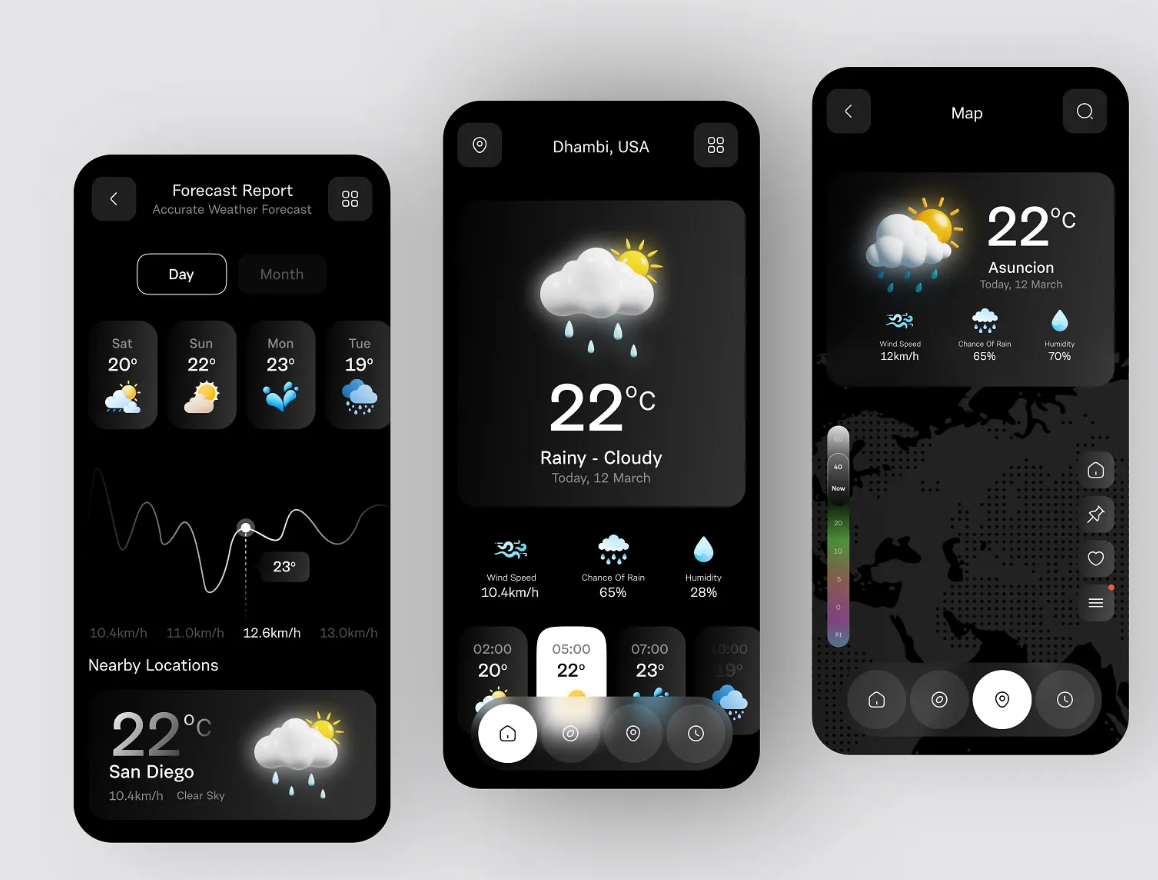 Forecast Report
Accurate Weather Forecast
Day
Month
Sat
20°
Sun
22°
Mon
23°
Tue
19°
23°
10.4km/h
11.0km/h
12.6km/h
13.0km/h
Nearby Locations
22°C
San Diego
10.4km/h
Clear Sky
Dhambi, USA
22°C
Rainy - Cloudy
Today, 12 March
Wind Speed
10.4km/h
Chance Of Rain
65%
Humidity
28%
02:00
20°
05:00
22°
07:00
23°
10:00
19°
Map
22°C
Asuncion
Today, 12 March
Wind Speed
12km/h
Chance Of Rain
65%
Humidity
70%
40
Now
20
10
5
0
Kt